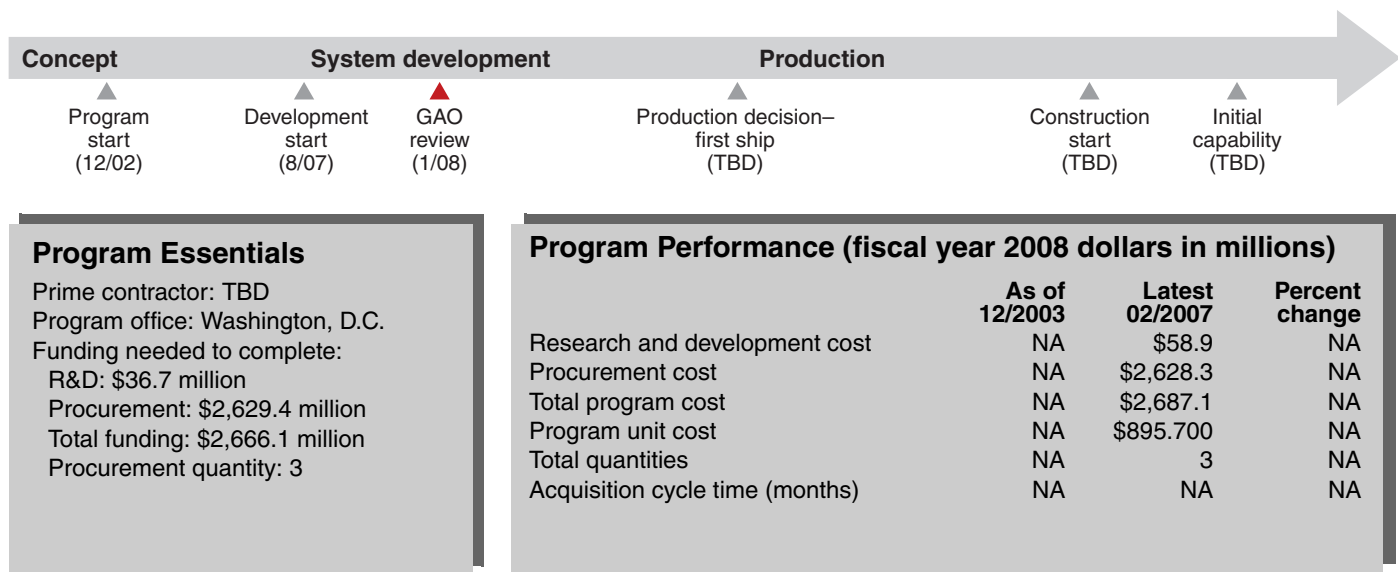 Concept System development Production
Program start (12/02)
Development start (8/07)
GAO review (1/08)
Production decision– first ship (TBD)
Construction start (TBD)
Initial capability (TBD)
Program Essentials
Prime contractor: TBD
Program office: Washington, D.C.
Funding needed to complete:
R&D: $36.7 million
Procurement: $2,629.4 million
Total funding: $2,666.1 million
Procurement quantity: 3
Program Performance (fiscal year 2008 dollars in millions)
As of 12/2003 Latest 02/2007 Percent change
Research and development cost NA $58.9 NA
Procurement cost NA $2,628.3 NA
Total program cost NA $2,687.1 NA
Program unit cost NA $895.700 NA
Total quantities NA 3 NA
Acquisition cycle time (months) NA NA NA